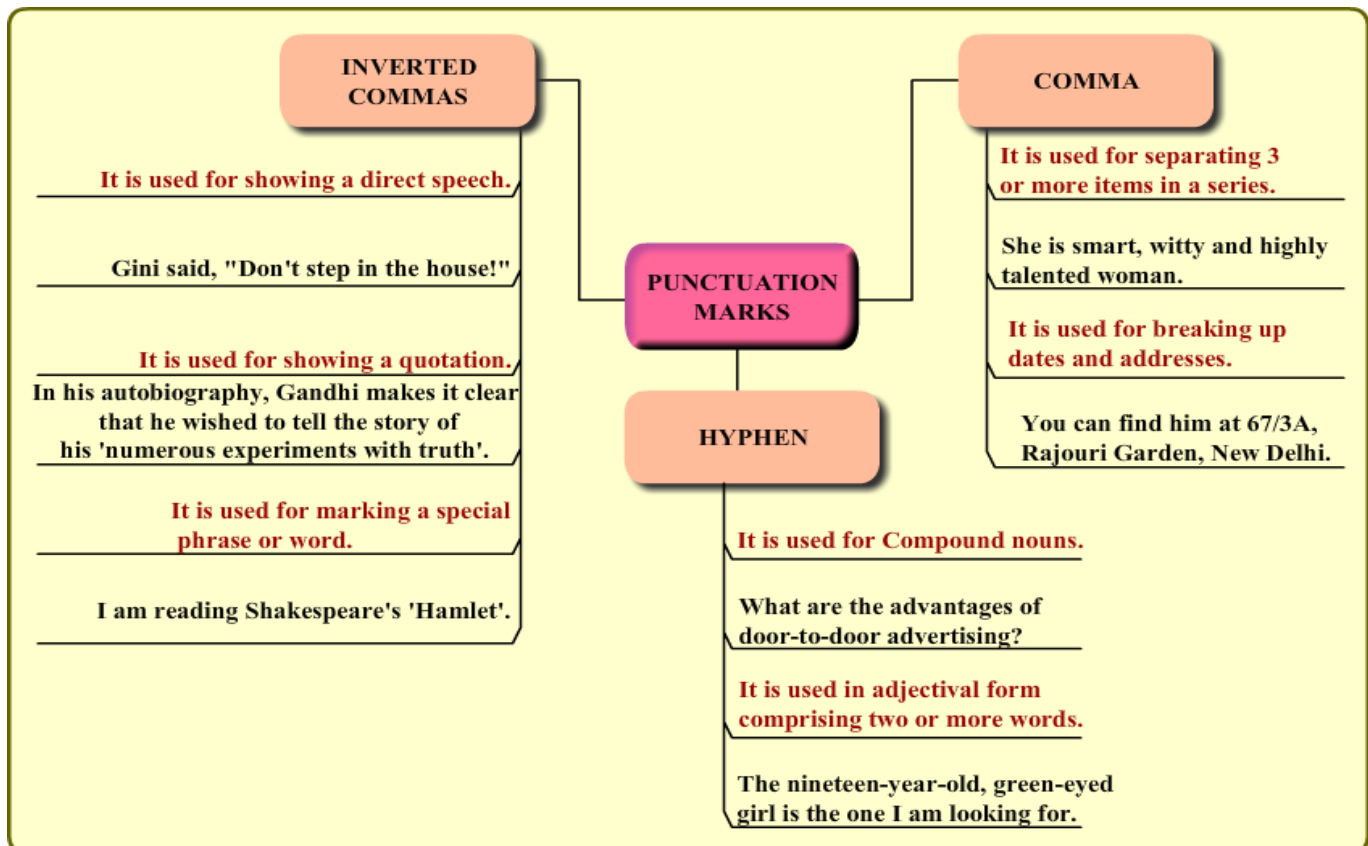 INVERTED
COMMAS
It is used for showing a direct speech.
Gini said, "Don't step in the house!"
It is used for showing a quotation.
In his autobiography, Gandhi makes it clear
that he wished to tell the story of
his 'numerous experiments with truth'.
It is used for marking a special
phrase or word.
I am reading Shakespeare's 'Hamlet'.
PUNCTUATION
MARKS
HYPHEN
It is used for Compound nouns.
What are the advantages of
door-to-door advertising?
It is used in adjectival form
comprising two or more words.
The nineteen-year-old, green-eyed
girl is the one I am looking for.
COMMA
It is used for separating 3
or more items in a series.
She is smart, witty and highly
talented woman.
It is used for breaking up
dates and addresses.
You can find him at 67/3A,
Rajouri Garden, New Delhi.